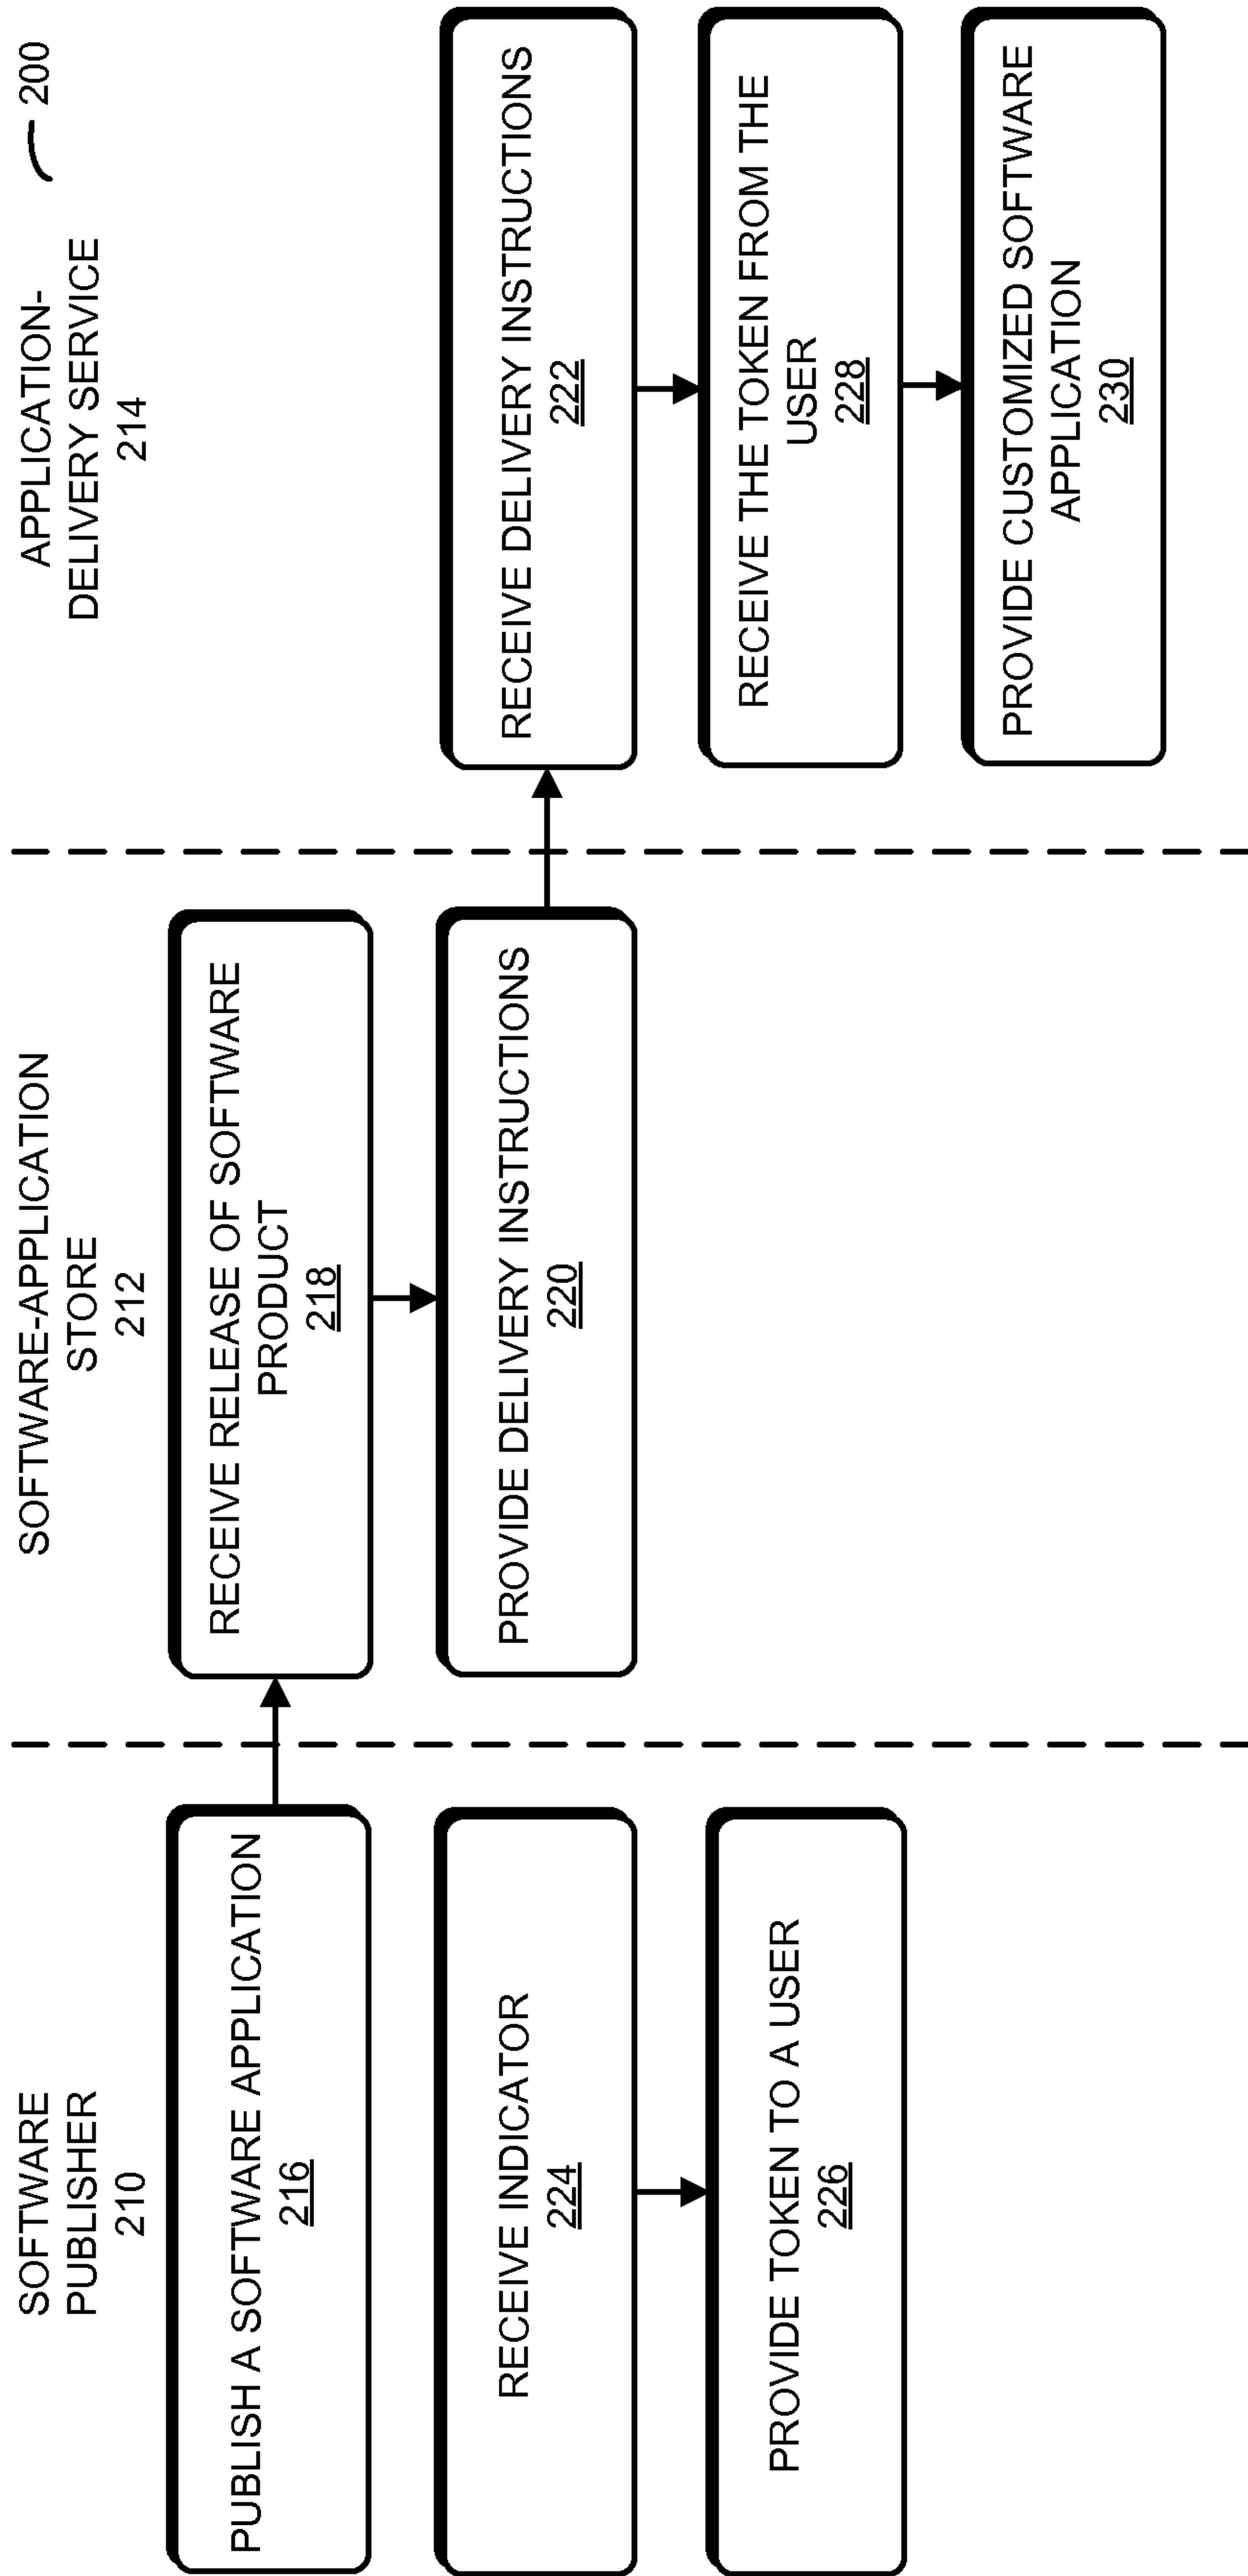 SOFTWARE
PUBLISHER
210
SOFTWARE-APPLICATION
STORE
212
APPLICATION-
DELIVERY SERVICE
214
200
PUBLISH A SOFTWARE APPLICATION
216
RECEIVE RELEASE OF SOFTWARE
PRODUCT
218
RECEIVE INDICATOR
224
PROVIDE DELIVERY INSTRUCTIONS
220
RECEIVE DELIVERY INSTRUCTIONS
222
PROVIDE TOKEN TO A USER
226
RECEIVE THE TOKEN FROM THE
USER
228
PROVIDE CUSTOMIZED SOFTWARE
APPLICATION
230